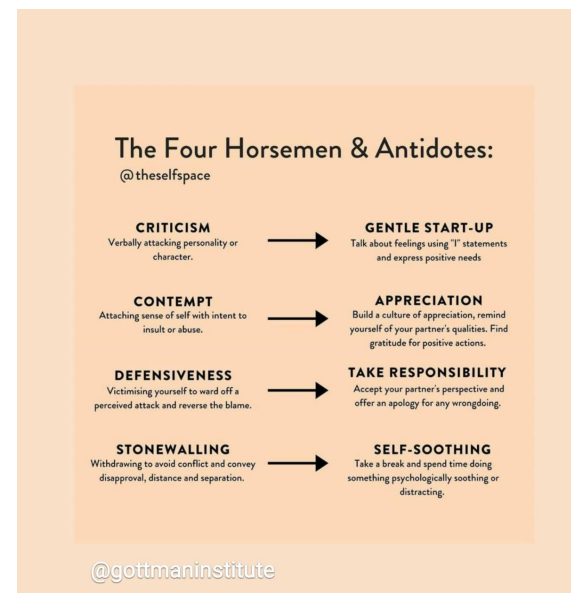 The Four Horsemen & Antidotes:
@theselfspace
CRITICISM
Verbally attacking personality or
character.
GENTLE START-UP
Talk about feelings using "I" statements
and express positive needs
CONTEMPT
Attaching sense of self with intent to
insult or abuse.
APPRECIATION
Build a culture of appreciation, remind
yourself of your partner's qualities. Find
gratitude for positive actions.
DEFENSIVENESS
Victimising yourself to ward off a
perceived attack and reverse the blame.
TAKE RESPONSIBILITY
Accept your partner's perspective and
offer an apology for any wrongdoing.
STONEWALLING
Withdrawing to avoid conflict and convey
disapproval, distance and separation.
SELF-SOOTHING
Take a break and spend time doing
something psychologically soothing or
distracting.
@gottmaninstitute